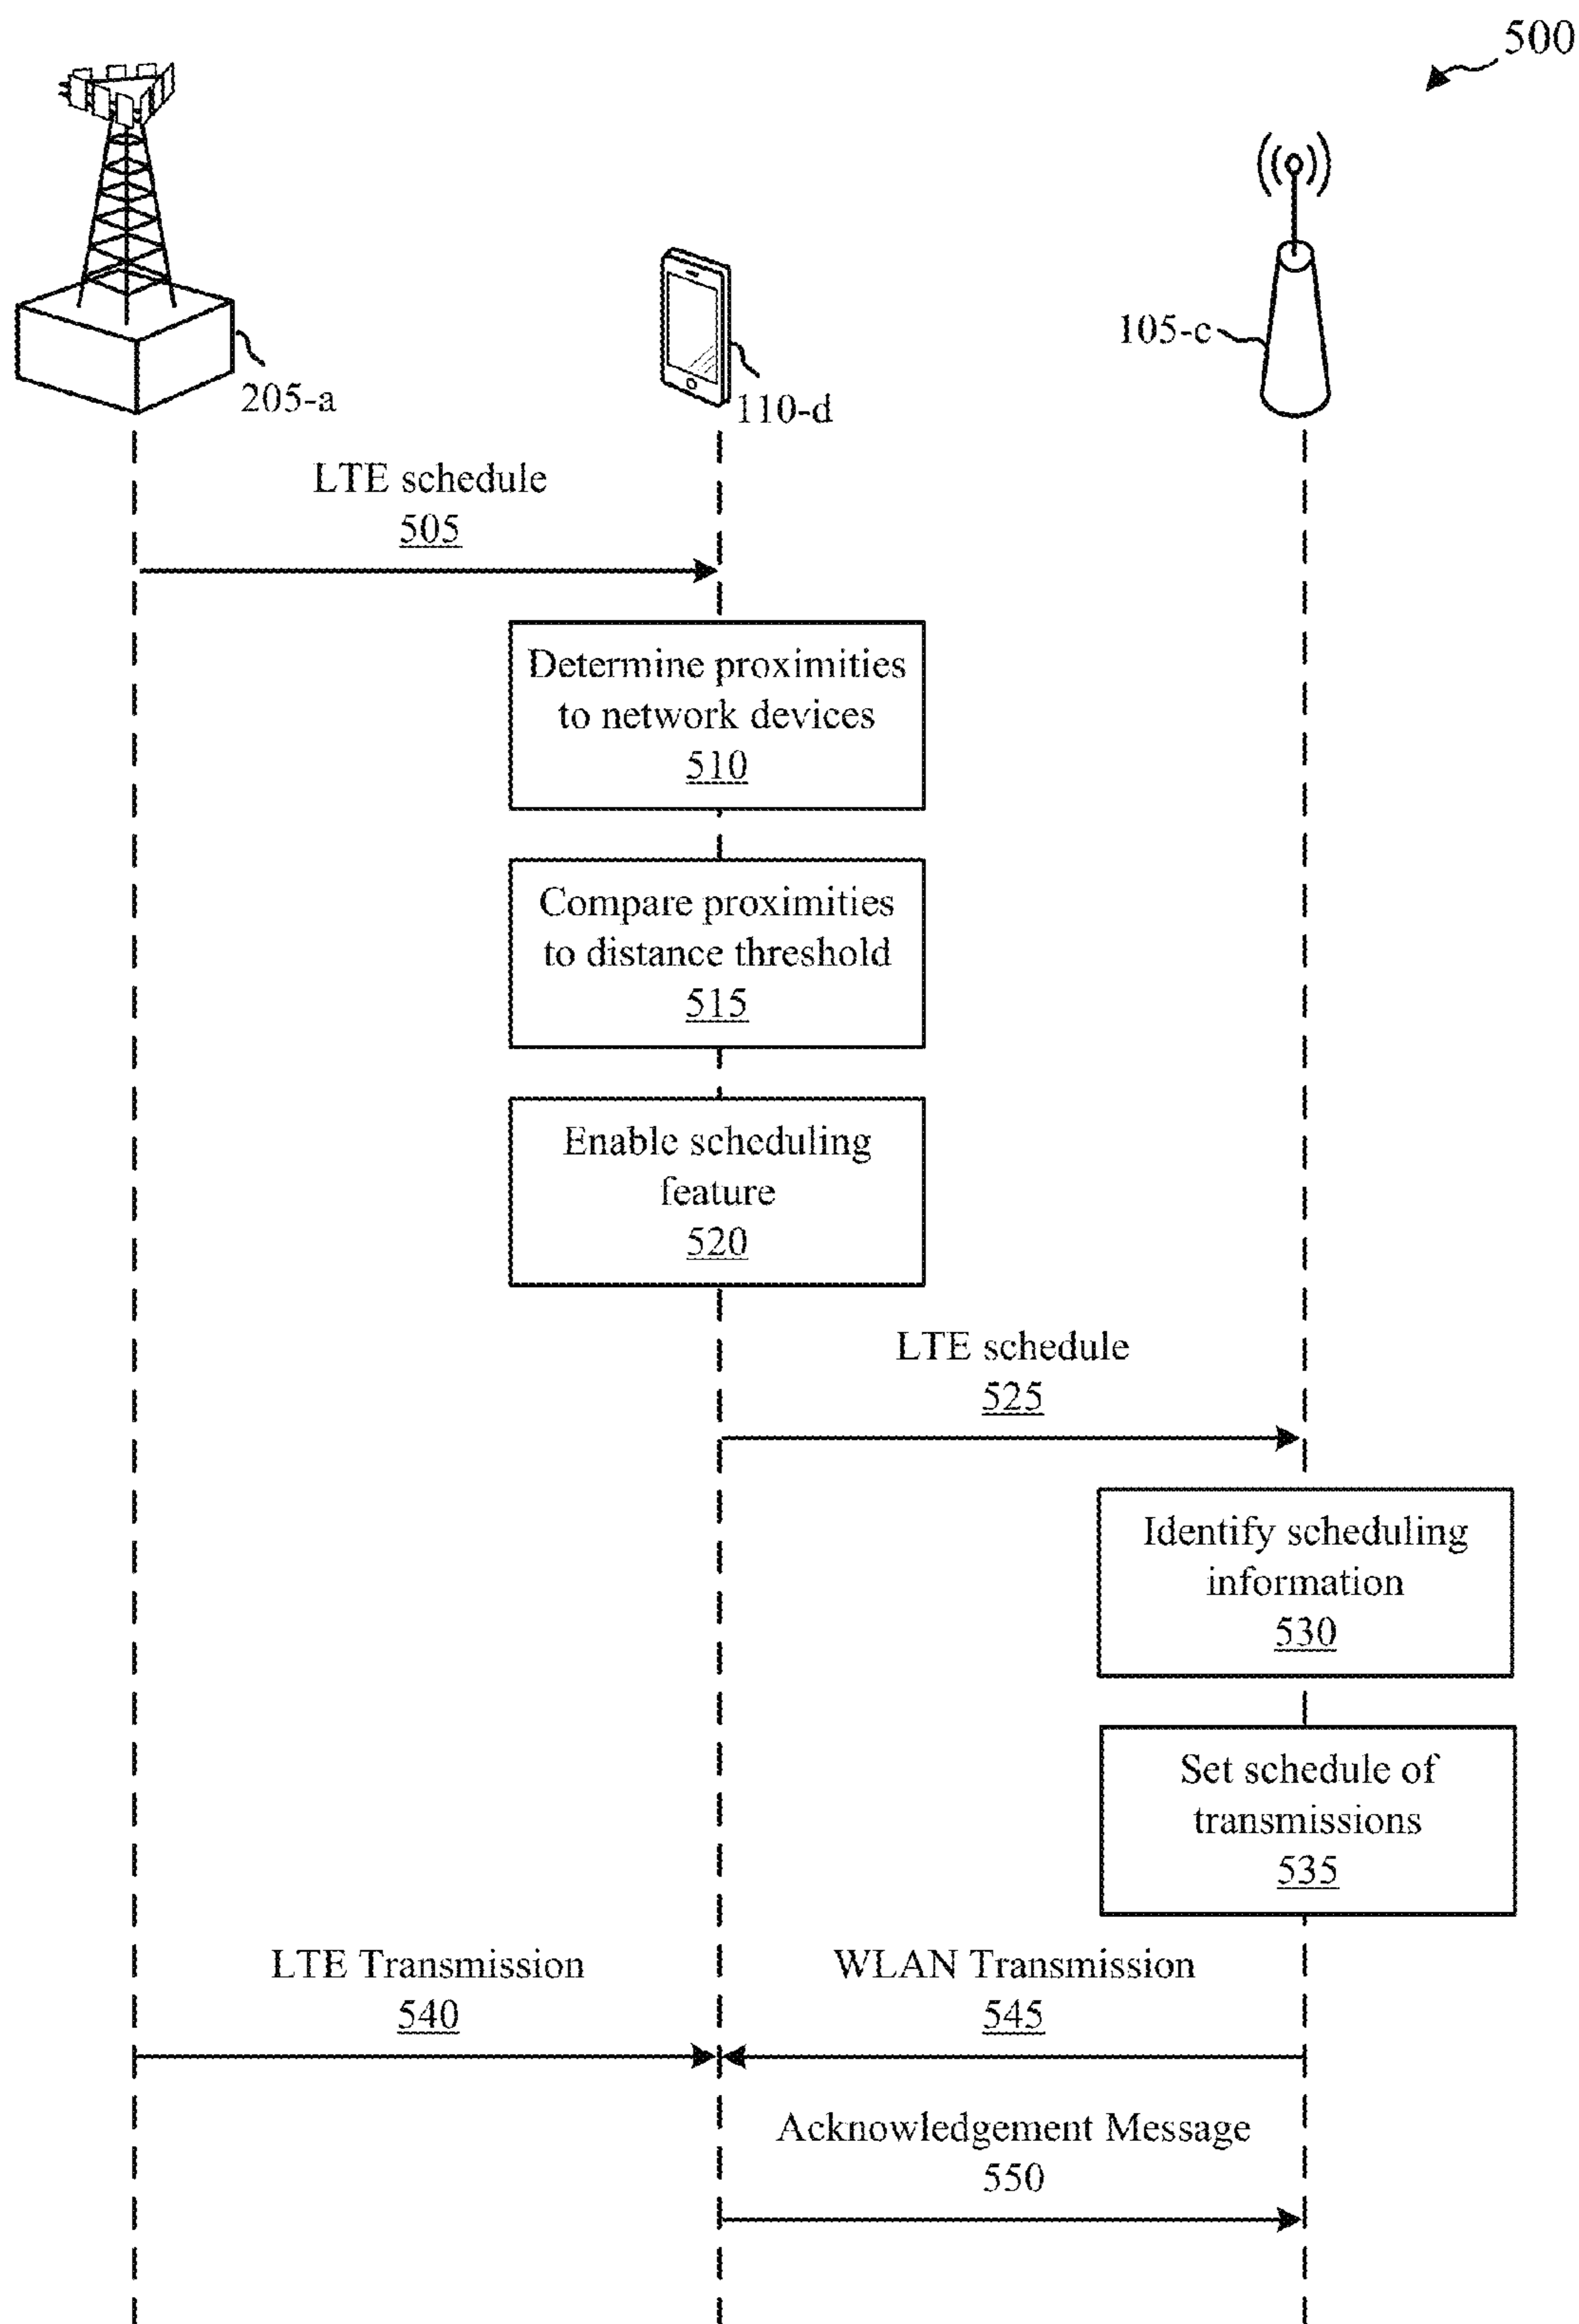 500
105-c
205-a
110-d
LTE schedule
505
Determine proximities
to network devices
510
Compare proximities
to distance threshold
515
Enable scheduling
feature
520
LTE schedule
525
Identify scheduling
information
530
Set schedule of
transmissions
535
LTE Transmission
540
WLAN Transmission
545
Acknowledgement Message
550